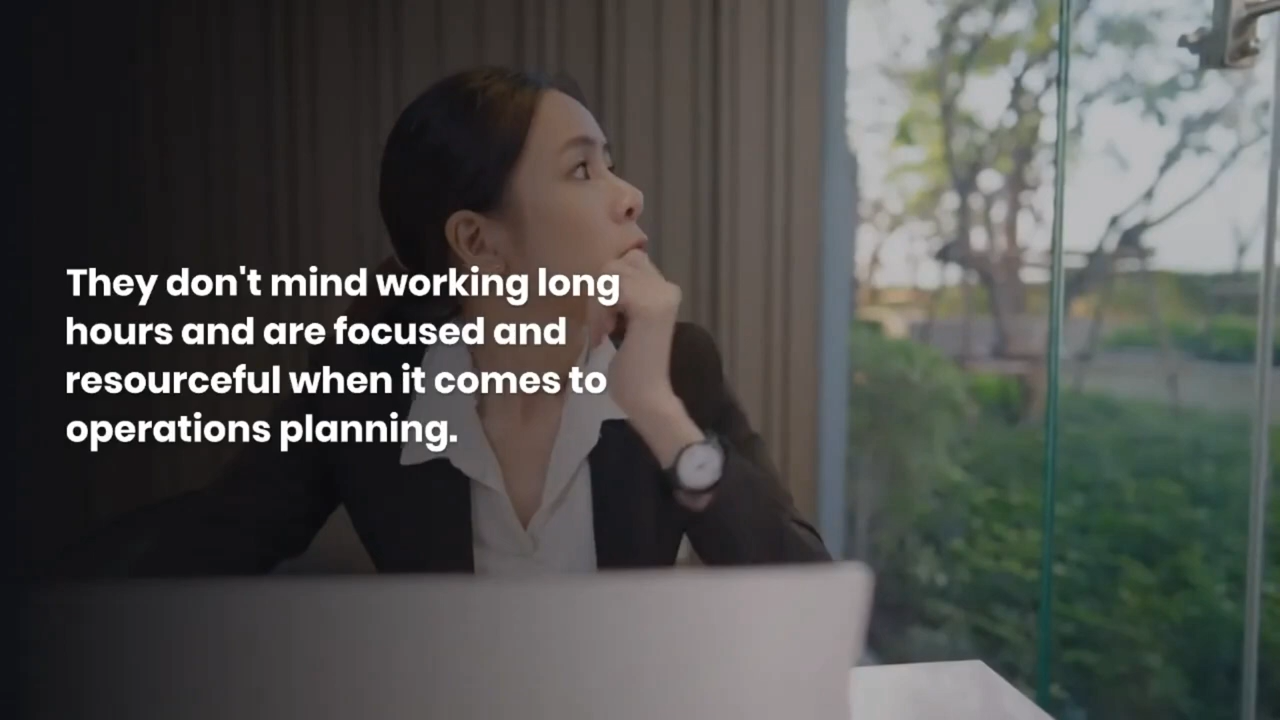 They don't mind working long
hours and are focused and
resourceful when it comes to
operations planning.